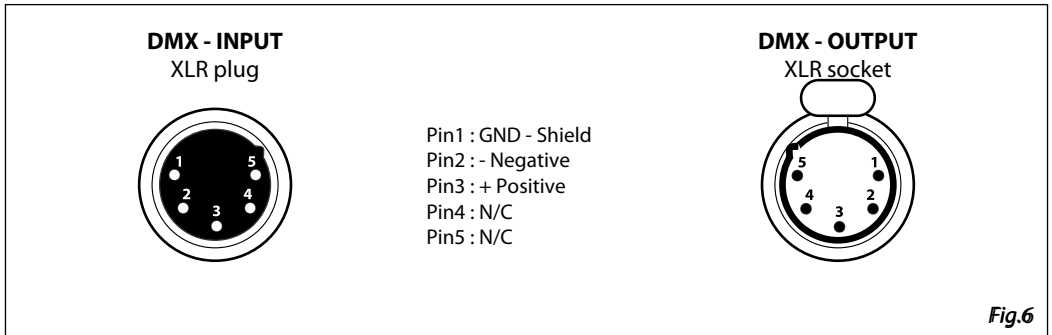 DMX - INPUT
XLR plug
1
5
2
4
3
Pin1 : GND - Shield
Pin2 : - Negative
Pin3 : + Positive
Pin4 : N/C
Pin5 : N/C
DMX - OUTPUT
XLR socket
5
1
4
2
3
Fig.6